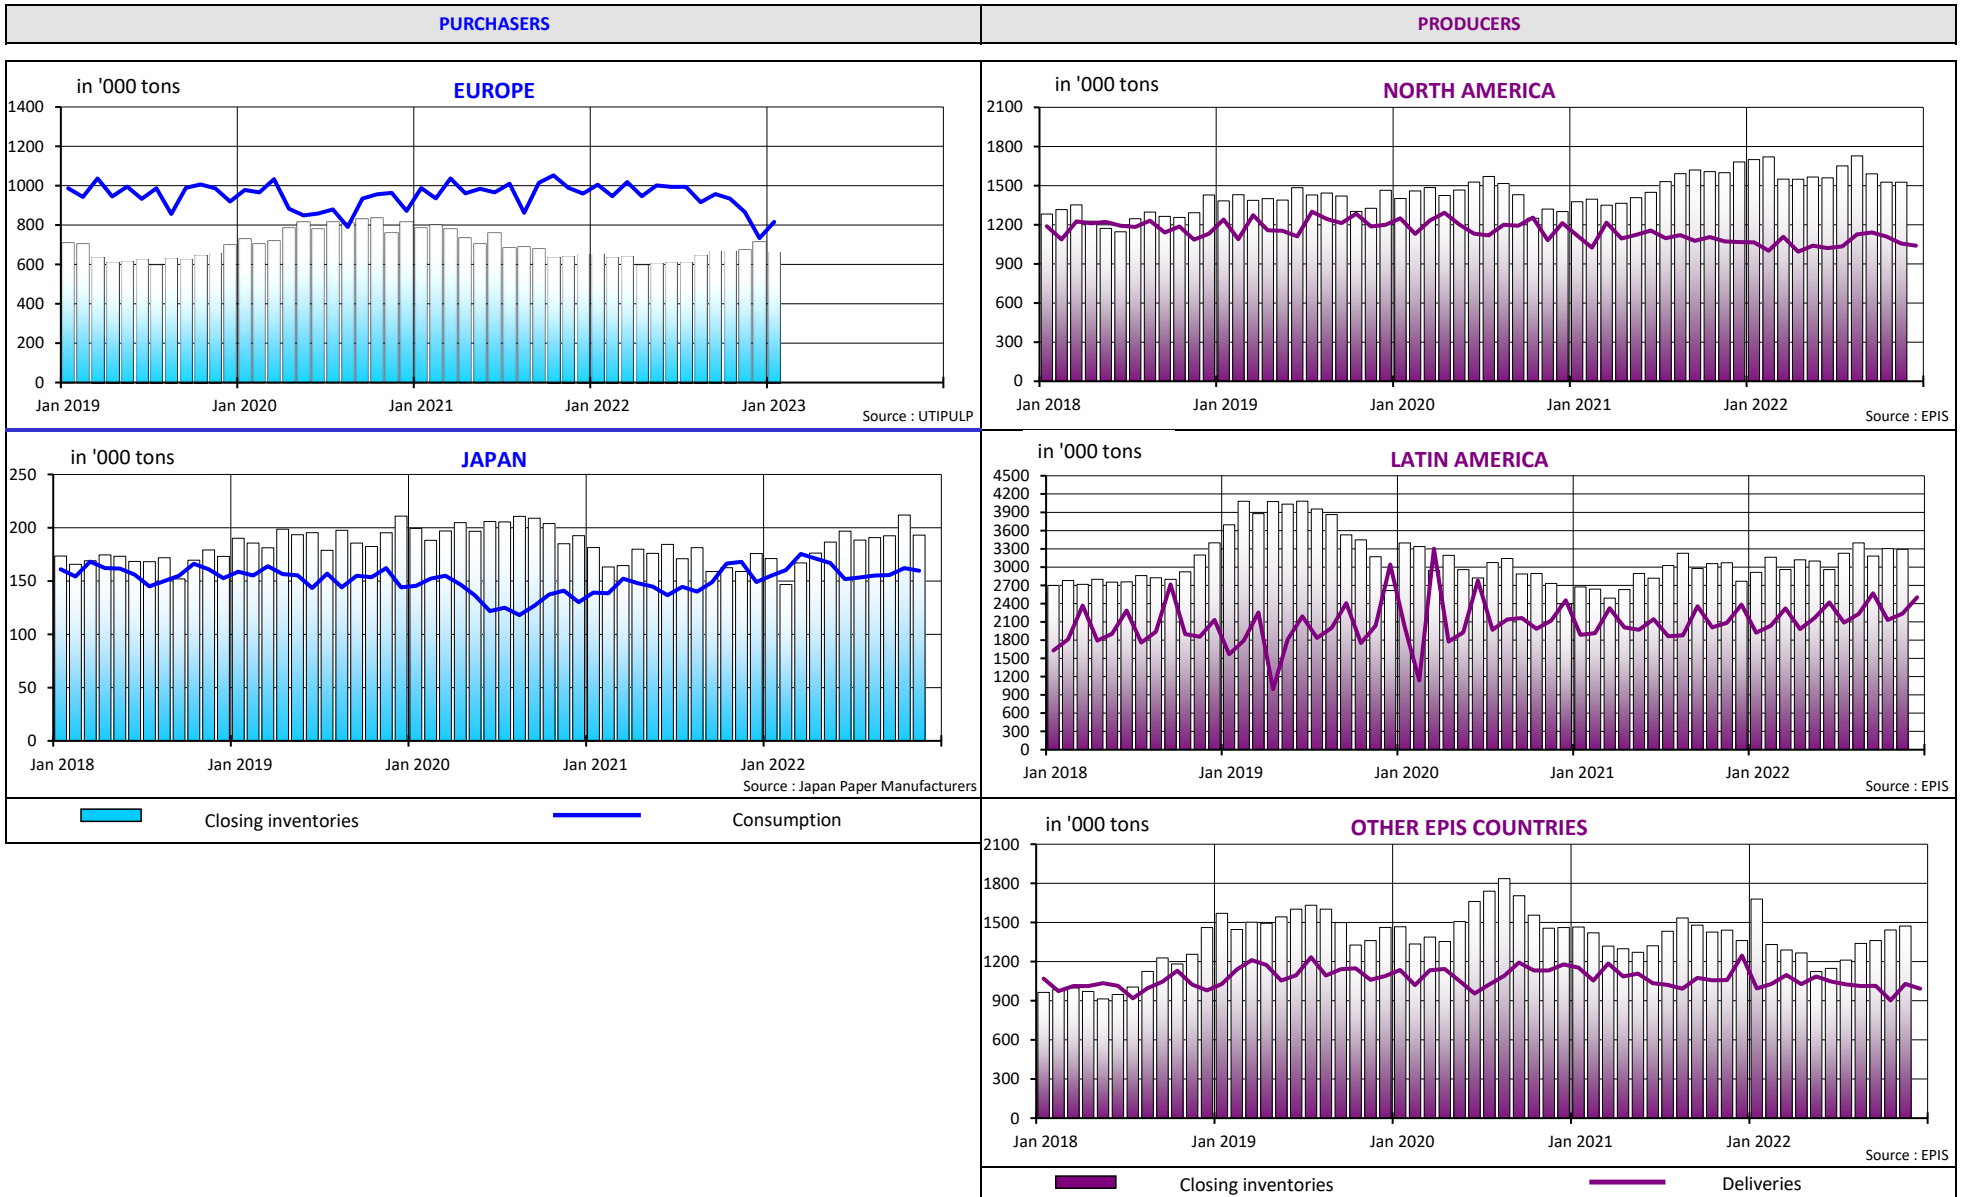 PURCHASERS
PRODUCERS
in '000 tons
EUROPE
1400
1200
1000
800
600
400
200
0
Jan 2019
Jan 2020
Jan 2021
Jan 2022
Jan 2023
Source : UTIPULP
in '000 tons
NORTH AMERICA
2100
1800
1500
1200
900
600
300
0
Jan 2018
Jan 2019
Jan 2020
Jan 2021
Jan 2022
Source : EPIS
in '000 tons
JAPAN
250
200
150
100
50
0
Jan 2018
Jan 2019
Jan 2020
Jan 2021
Jan 2022
Source : Japan Paper Manufacturers
Closing inventories
Consumption
in '000 tons
LATIN AMERICA
4500
4200
3900
3600
3300
3000
2700
2400
2100
1800
1500
1200
900
600
300
0
Jan 2018
Jan 2019
Jan 2020
Jan 2021
Jan 2022
Source : EPIS
in '000 tons
OTHER EPIS COUNTRIES
2100
1800
1500
1200
900
600
300
0
Jan 2018
Jan 2019
Jan 2020
Jan 2021
Jan 2022
Source : EPIS
Closing inventories
Deliveries